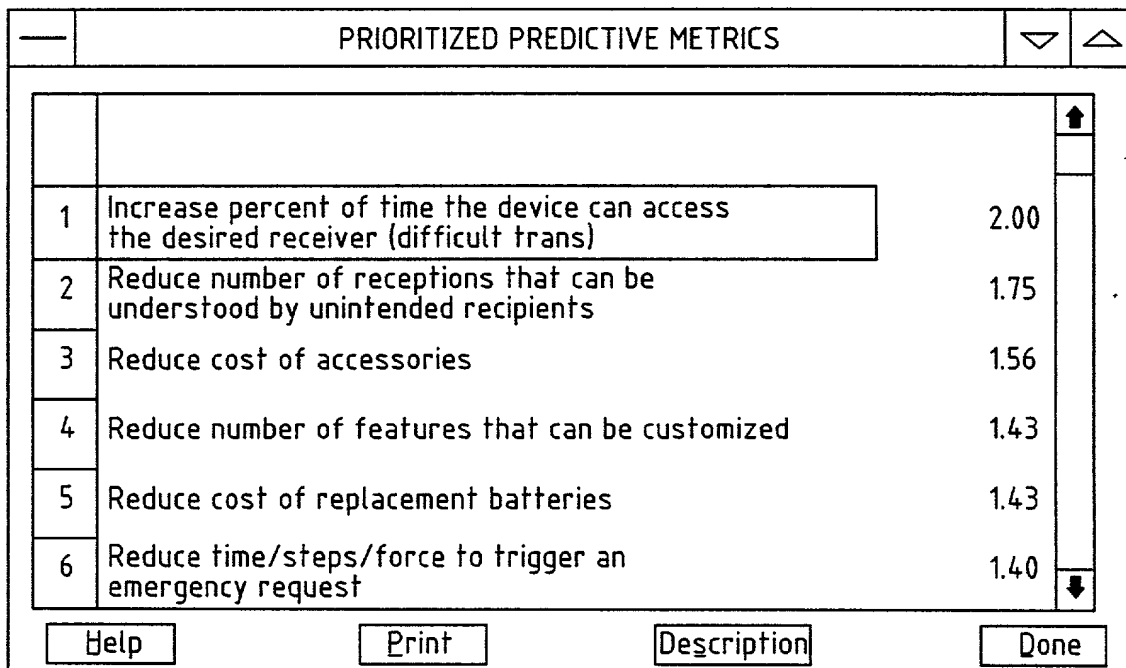 PRIORITIZED PREDICTIVE METRICS
1 Increase percent of time the device can access
the desired receiver (difficult trans) 2.00
2 Reduce number of receptions that can be
understood by unintended recipients 1.75
3 Reduce cost of accessories 1.56
4 Reduce number of features that can be customized 1.43
5 Reduce cost of replacement batteries 1.43
6 Reduce time/steps/force to trigger an
emergency request 1.40
Help Print Description Done